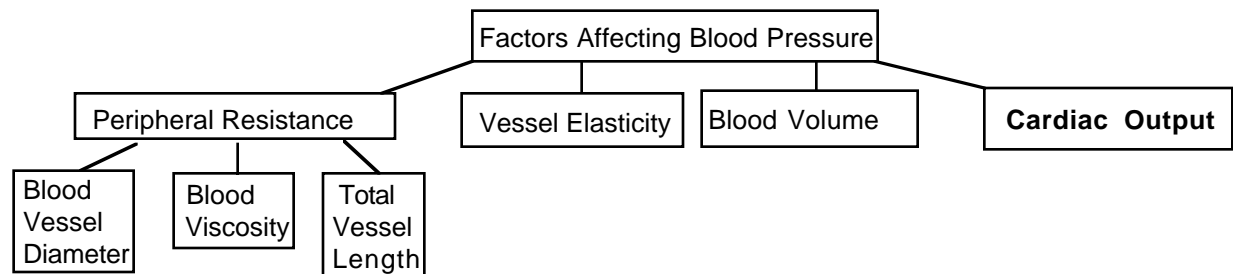 Factors Affecting Blood Pressure
Peripheral Resistance
Vessel Elasticity
Blood Volume
Cardiac Output
Blood
Vessel
Diameter
Blood
Viscosity
Total
Vessel
Length